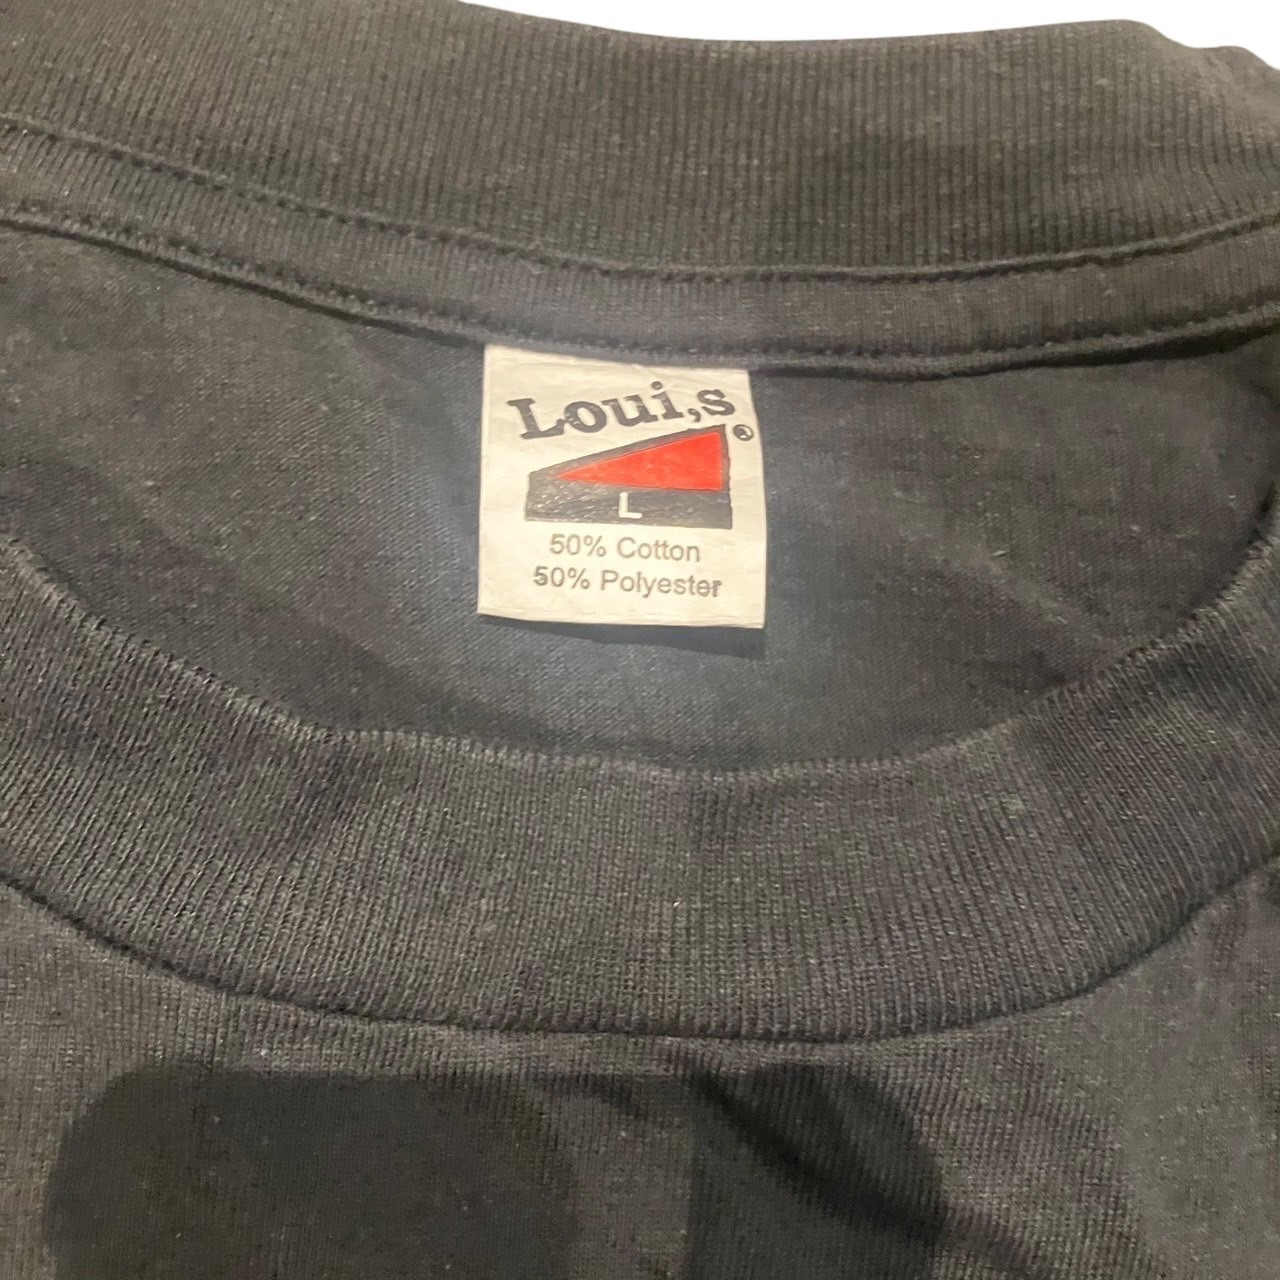 Loui,s
®
L
50% Cotton
50% Polyester